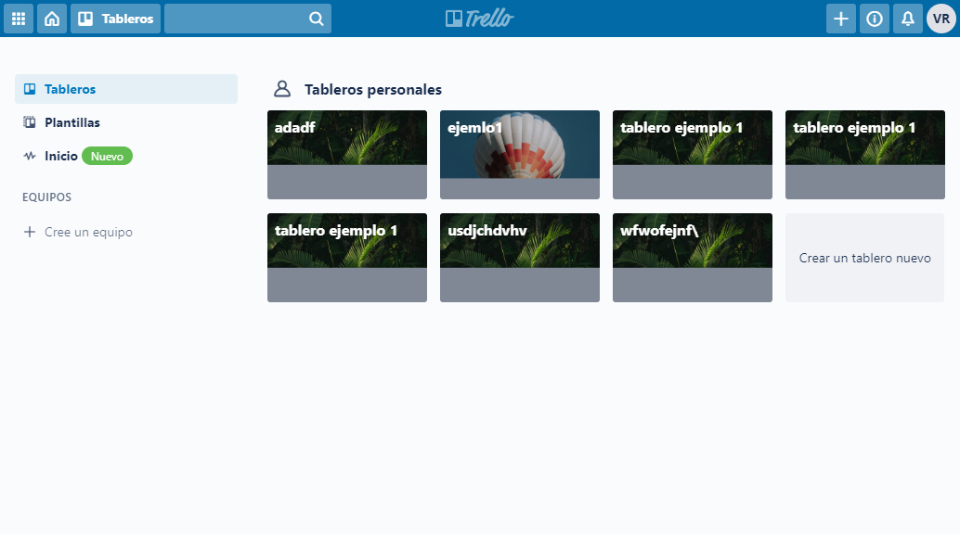 Tableros
Trello
VR
Tableros
Plantillas
Inicio Nuevo
EQUIPOS
Cree un equipo
Tableros personales
adadf
ejemlo1
tablero ejemplo 1
tablero ejemplo 1
tablero ejemplo 1
usdjchdvhv
wfwofejnf\
Crear un tablero nuevo